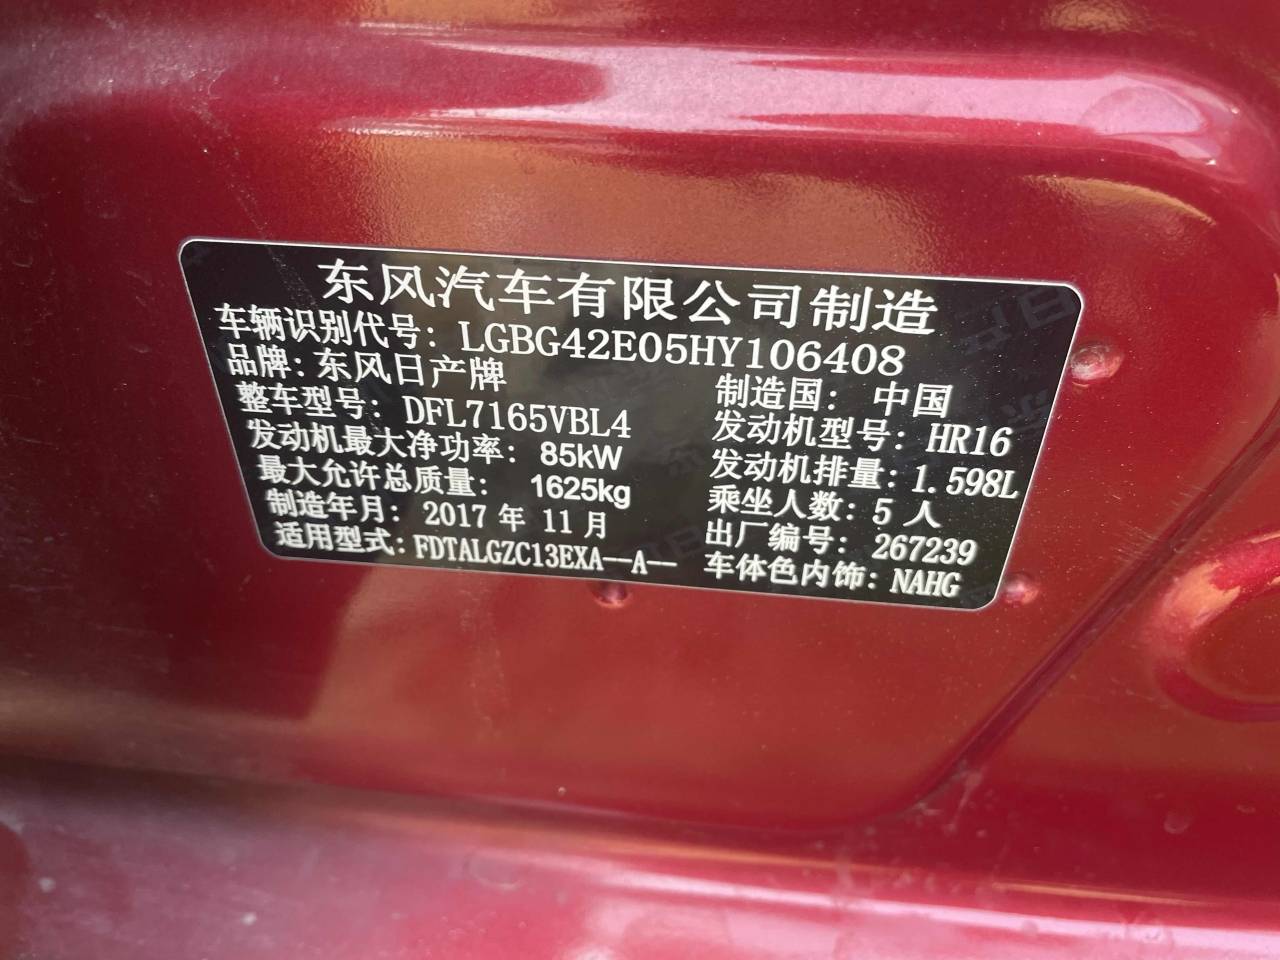 东风汽车有限公司制造
车辆识别代号: LGBG42E05HY106408
品牌: 东风日产牌 制造国: 中国
整车型号: DFL7165VBL4 发动机型号: HR16
发动机最大净功率: 85kW 发动机排量: 1.598L
最大允许总质量: 1625kg 乘坐人数: 5 人
制造年月: 2017 年 11 月 出厂编号: 267239
适用型式: FDTALGZC13EXA--A-- 车体色内饰: NAHG